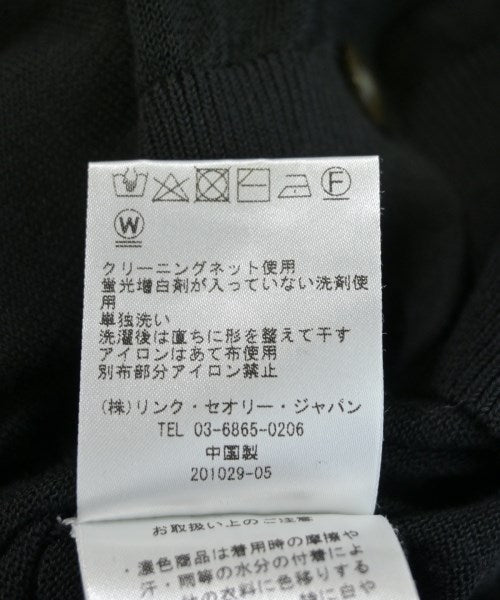 F
W
クリーニングネット使用
蛍光増白剤が入っていない洗剤使
用
単独洗い
洗濯後は直ちに形を整えて干す
アイロンはあて布使用
別布部分アイロン禁止
(株)リンク・セオリー・ジャパン
TEL 03-6865-0206
中国製
201029-05
お取扱い上のご注意
・濃色商品は着用時の摩擦や
汗・雨等の水分の付着によ
の衣料に色移りする